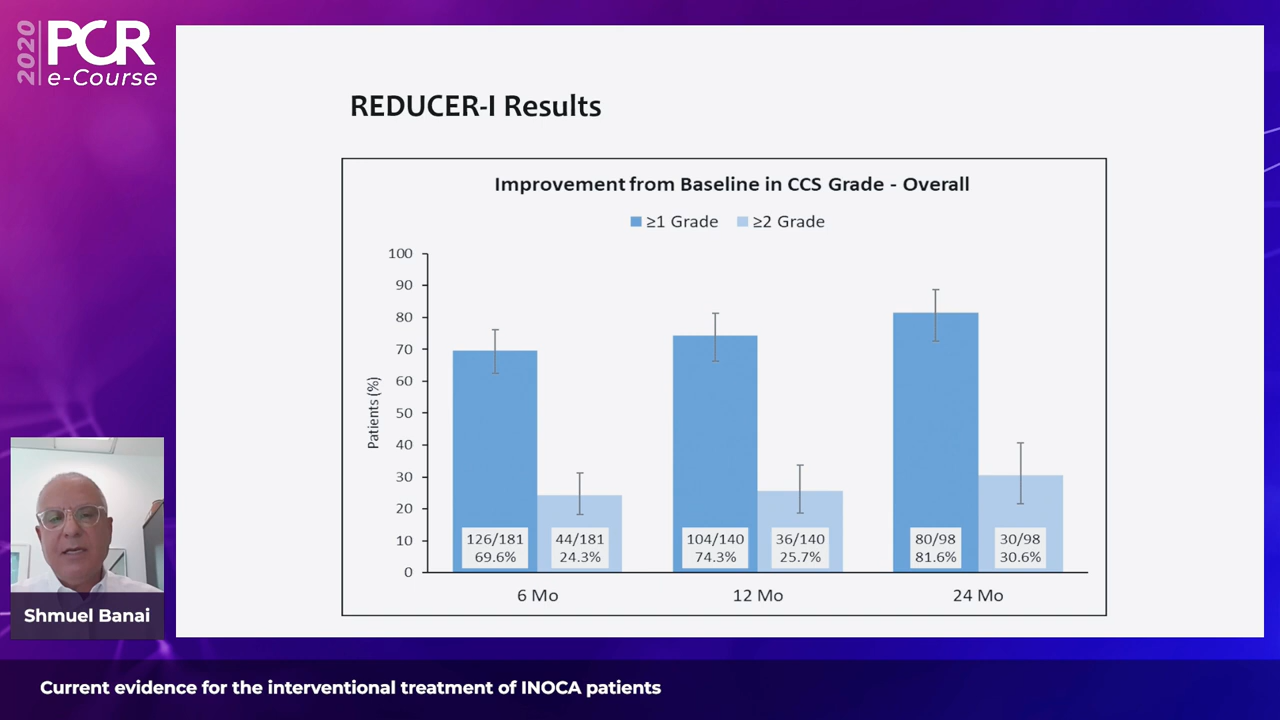 2020
PCR
e-Course
REDUCER-I Results
Improvement from Baseline in CCS Grade - Overall
≥1 Grade ≥2 Grade
Patients (%)
100
90
80
70
60
50
40
30
20
10
0
126/181
69.6%
44/181
24.3%
104/140
74.3%
36/140
25.7%
80/98
81.6%
30/98
30.6%
6 Mo 12 Mo 24 Mo
Shmuel Banai
Current evidence for the interventional treatment of INOCA patients